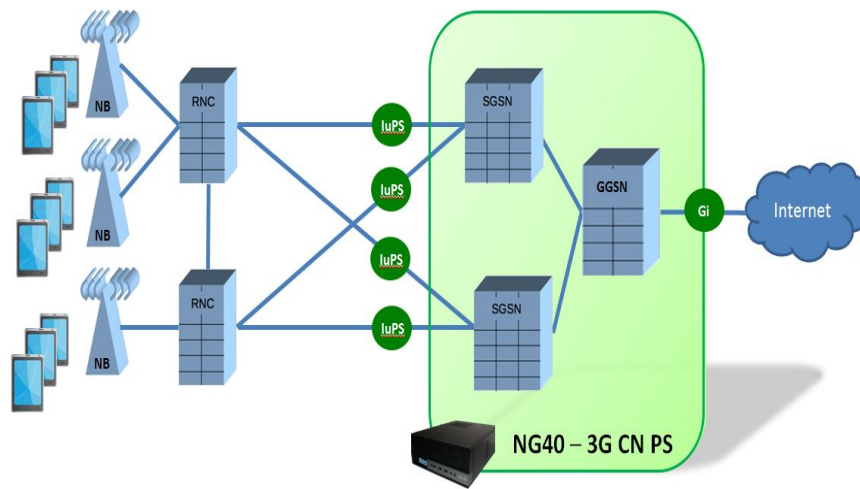 NB
NB
NB
RNC
RNC
IuPS
IuPS
IuPS
IuPS
SGSN
SGSN
GGSN
Gi
Internet
NG40 – 3G CN PS